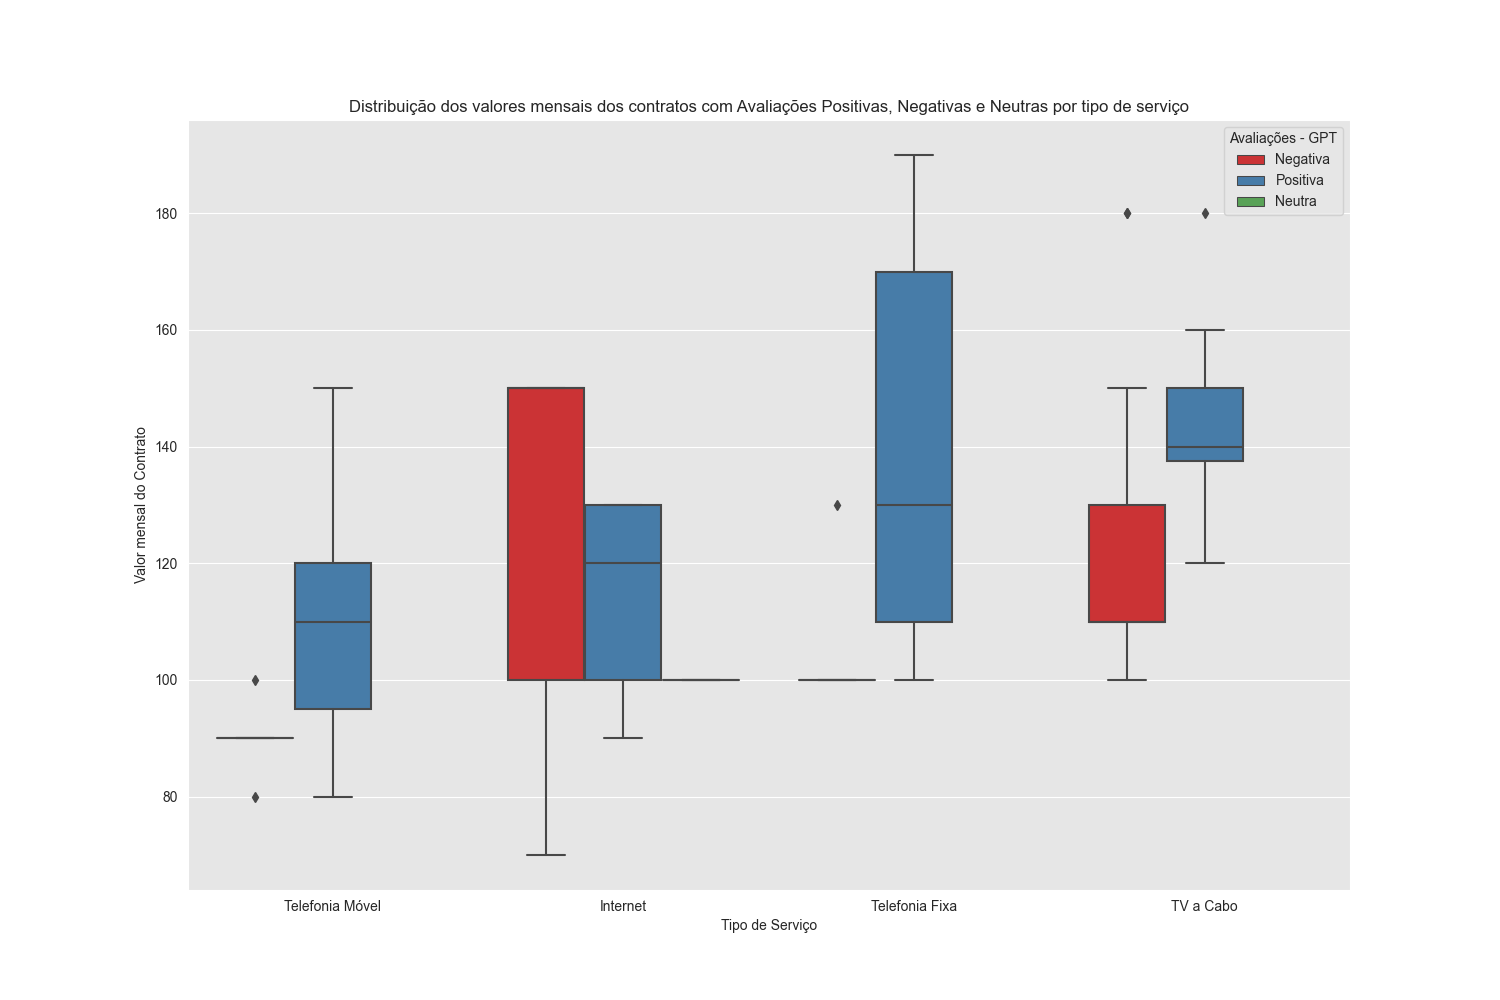 Distribuição dos valores mensais dos contratos com Avaliações Positivas, Negativas e Neutras por tipo de serviço
Avaliações - GPT
Negativa
Positiva
Neutra
Valor mensal do Contrato
180
160
140
120
100
80
Telefonia Móvel
Internet
Telefonia Fixa
TV a Cabo
Tipo de Serviço